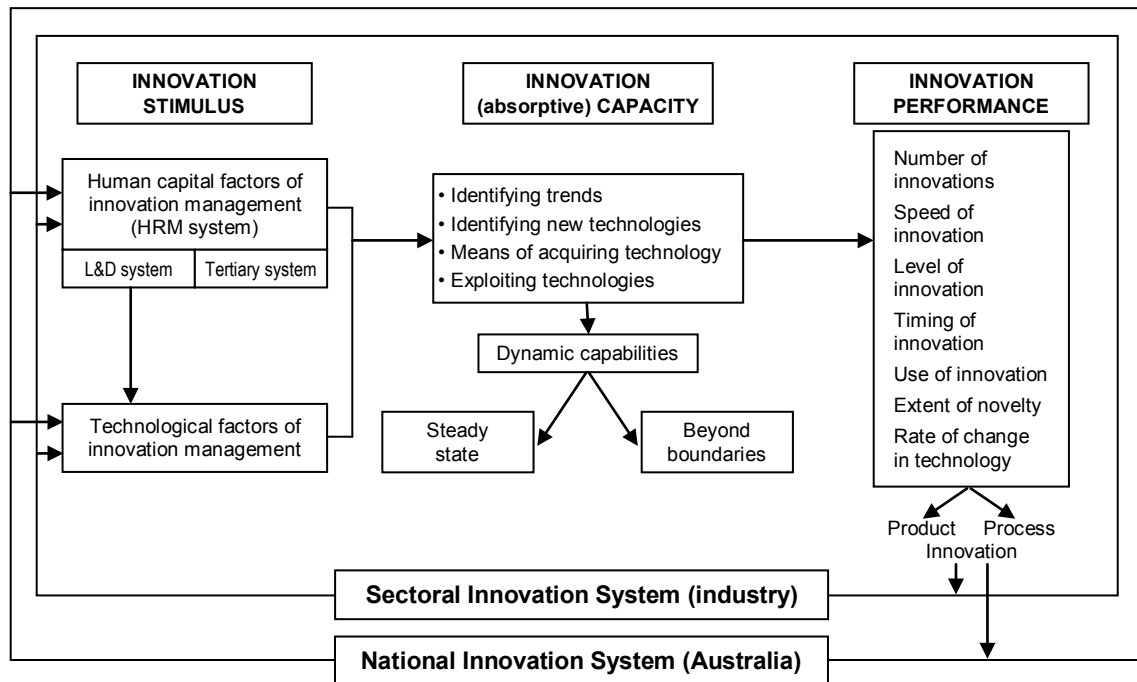 INNOVATION
STIMULUS
INNOVATION
(absorptive) CAPACITY
INNOVATION
PERFORMANCE
Human capital factors of
innovation management
(HRM system)
L&D system
Tertiary system
Technological factors of
innovation management
• Identifying trends
• Identifying new technologies
• Means of acquiring technology
• Exploiting technologies
Dynamic capabilities
Steady
state
Beyond
boundaries
Number of
innovations
Speed of
innovation
Level of
innovation
Timing of
innovation
Use of innovation
Extent of novelty
Rate of change
in technology
Product Process
Innovation
Sectoral Innovation System (industry)
National Innovation System (Australia)